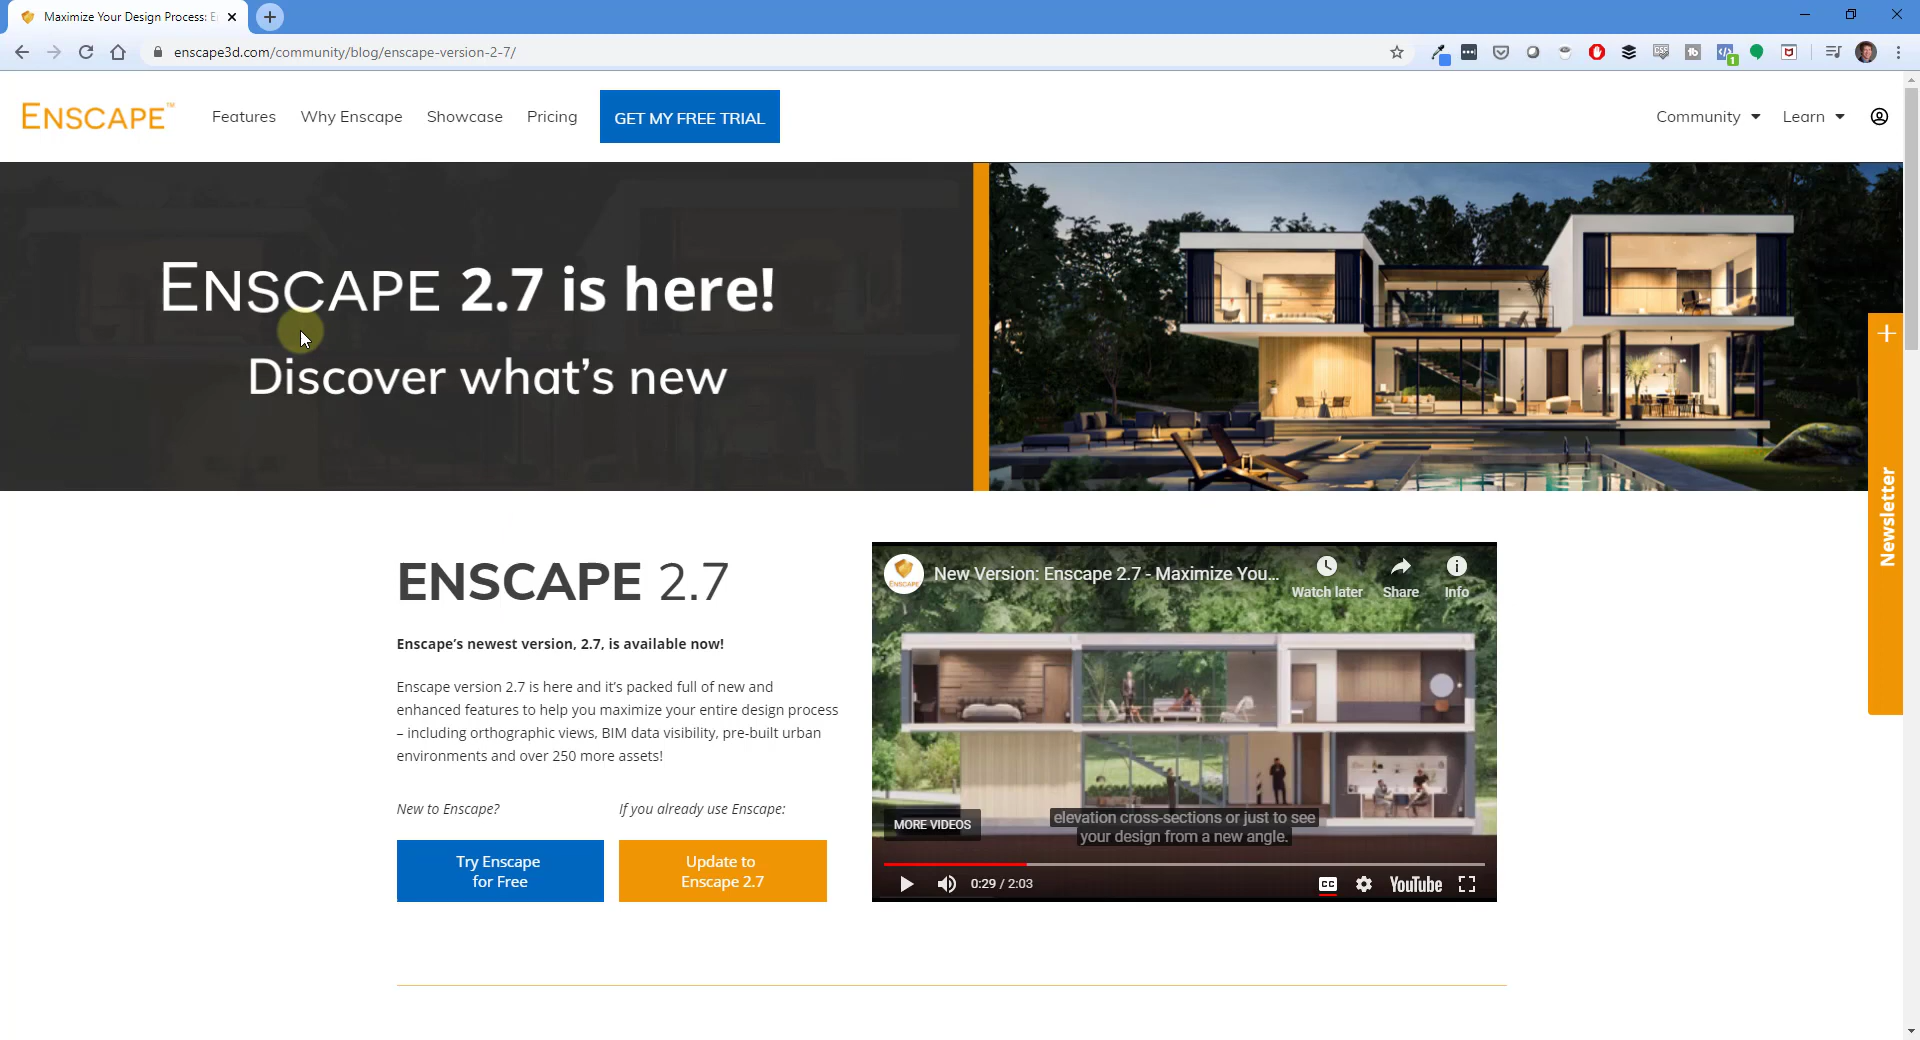 Maximize Your Design Process: E
enscape3d.com/community/blog/enscape-version-2-7/
1
ENSCAPE™
Features
Why Enscape
Showcase
Pricing
GET MY FREE TRIAL
Community
Learn
ENSCAPE 2.7 is here!
Discover what's new
Newsletter
ENSCAPE 2.7
Enscape's newest version, 2.7, is available now!
Enscape version 2.7 is here and it's packed full of new and
enhanced features to help you maximize your entire design process
– including orthographic views, BIM data visibility, pre-built urban
environments and over 250 more assets!
New to Enscape?
If you already use Enscape:
Try Enscape
for Free
Update to
Enscape 2.7
ENSCAPE
New Version: Enscape 2.7 - Maximize You...
Watch later
Share
Info
MORE VIDEOS
elevation cross-sections or just to see
your design from a new angle.
0:29 / 2:03
CC
YouTube